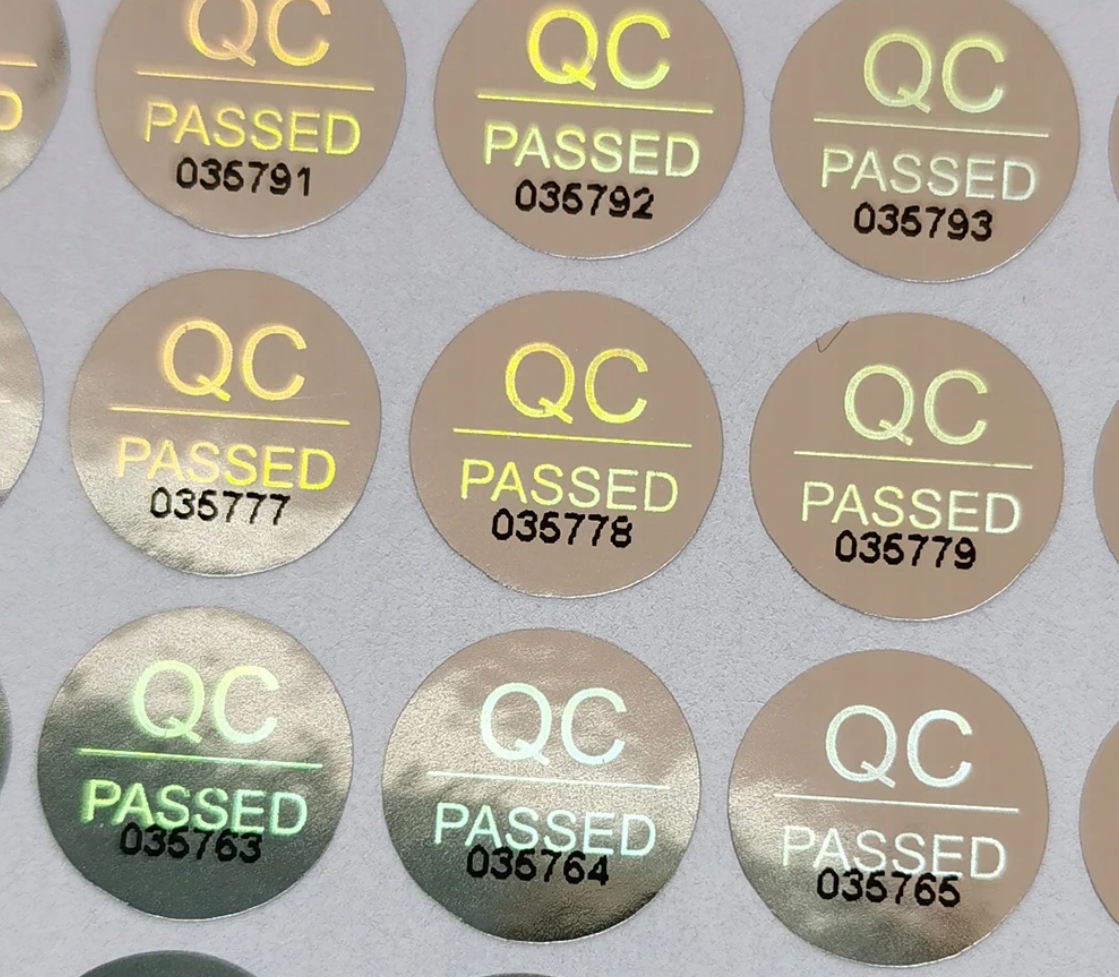 QC
PASSED
035791
QC
PASSED
035792
QC
PASSED
035793
QC
PASSED
035777
QC
PASSED
035778
QC
PASSED
035779
QC
PASSED
035763
QC
PASSED
035764
QC
PASSED
035765